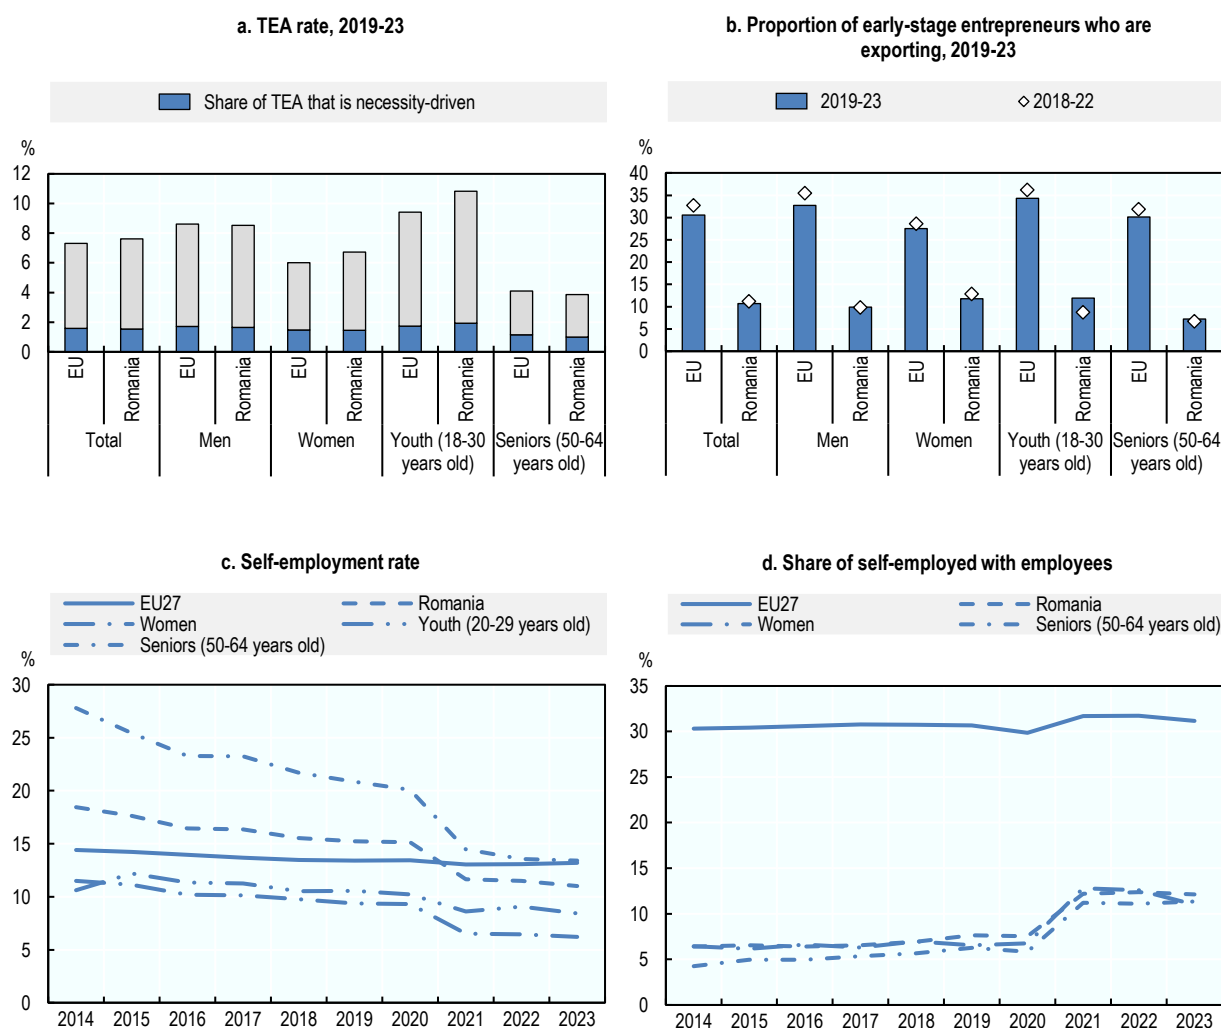 a. TEA rate, 2019-23
Share of TEA that is necessity-driven
%
12
10
8
6
4
2
0
EU
Romania
EU
Romania
EU
Romania
EU
Romania
EU
Romania
Total
Men
Women
Youth (18-30
years old)
Seniors (50-64
years old)
b. Proportion of early-stage entrepreneurs who are
exporting, 2019-23
2019-23
2018-22
%
40
35
30
25
20
15
10
5
0
EU
Romania
EU
Romania
EU
Romania
EU
Romania
EU
Romania
Total
Men
Women
Youth (18-30
years old)
Seniors (50-64
years old)
c. Self-employment rate
EU27
Romania
Women
Youth (20-29 years old)
Seniors (50-64 years old)
%
30
25
20
15
10
5
0
2014 2015 2016 2017 2018 2019 2020 2021 2022 2023
d. Share of self-employed with employees
EU27
Romania
Women
Seniors (50-64 years old)
%
35
30
25
20
15
10
5
0
2014 2015 2016 2017 2018 2019 2020 2021 2022 2023